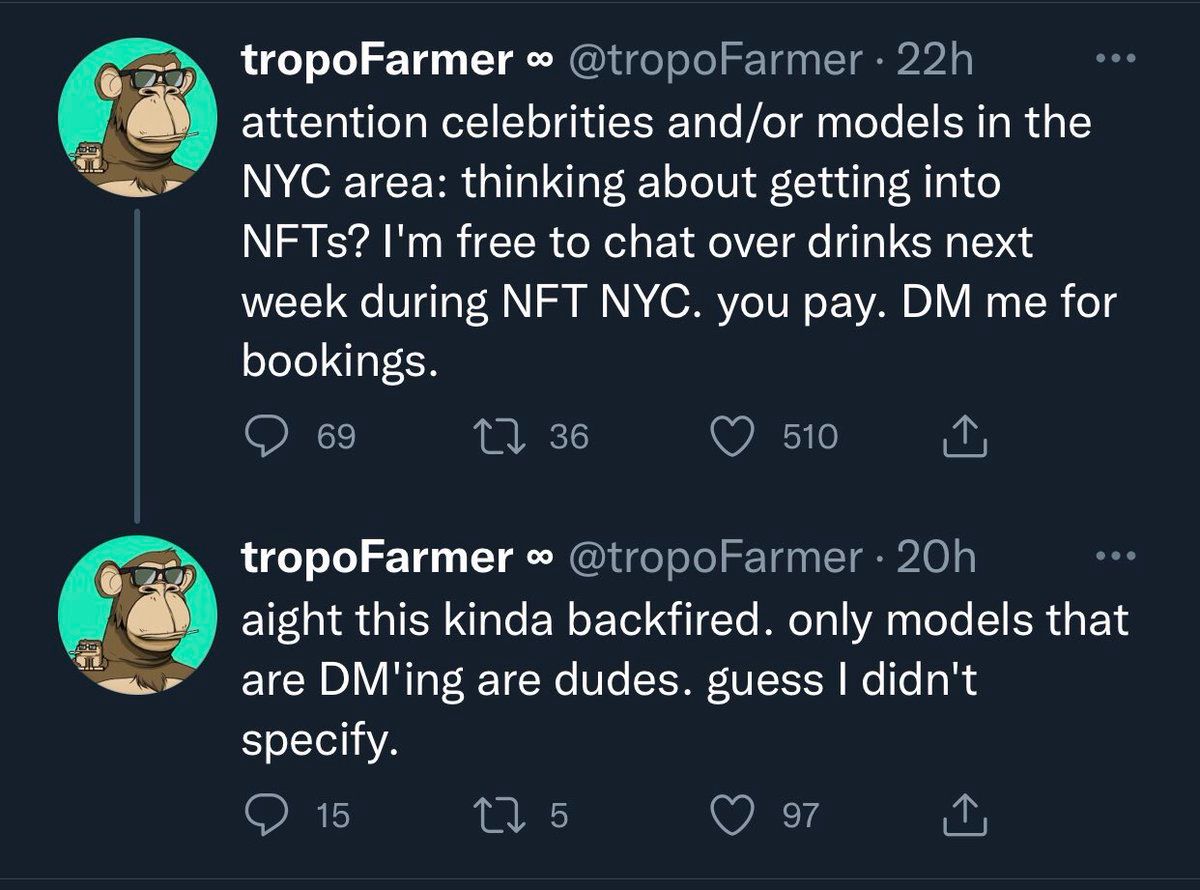 tropoFarmer ∞ @tropoFarmer · 22h
attention celebrities and/or models in the
NYC area: thinking about getting into
NFTs? I'm free to chat over drinks next
week during NFT NYC. you pay. DM me for
bookings.
69 36 510
tropoFarmer ∞ @tropoFarmer · 20h
aight this kinda backfired. only models that
are DM'ing are dudes. guess I didn't
specify.
15 5 97